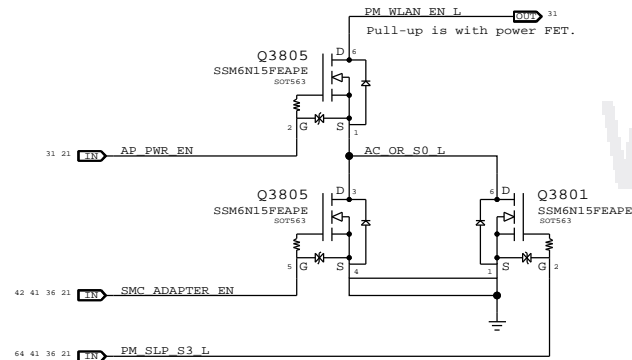 PM_WLAN_EN_L
OUT
31
Pull-up is with power FET.
Q3805
D
6
SSM6N15FEAPE
SOT563
2
G
S
1
31 21
IN
AP_PWR_EN
AC_OR_S0_L
Q3805
D
3
SSM6N15FEAPE
SOT563
6
D
Q3801
SSM6N15FEAPE
SOT563
5
G
S
4
1
S
G
2
42 41 36 21
IN
SMC_ADAPTER_EN
64 41 36 21
IN
PM_SLP_S3_L